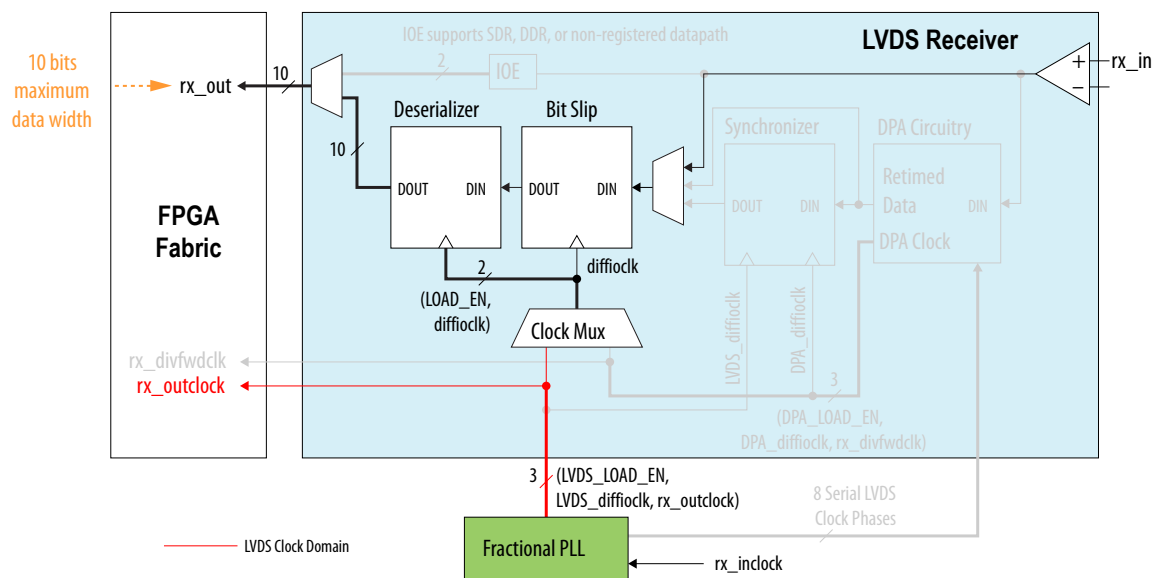 IOE supports SDR, DDR, or non-registered datapath
LVDS Receiver
10 bits
maximum
data width
rx_out
10
2
IOE
+
−
rx_in
Deserializer
Bit Slip
Synchronizer
DPA Circuitry
10
DOUT
DIN
DOUT
DIN
DOUT
DIN
Retimed
Data
DIN
DPA Clock
FPGA
Fabric
2
(LOAD_EN,
diffioclk)
diffioclk
Clock Mux
LVDS_diffioclk
DPA_diffioclk
rx_divfwdclk
rx_outclock
3
(DPA_LOAD_EN,
DPA_diffioclk, rx_divfwdclk)
3
(LVDS_LOAD_EN,
LVDS_diffioclk, rx_outclock)
8 Serial LVDS
Clock Phases
LVDS Clock Domain
Fractional PLL
rx_inclock